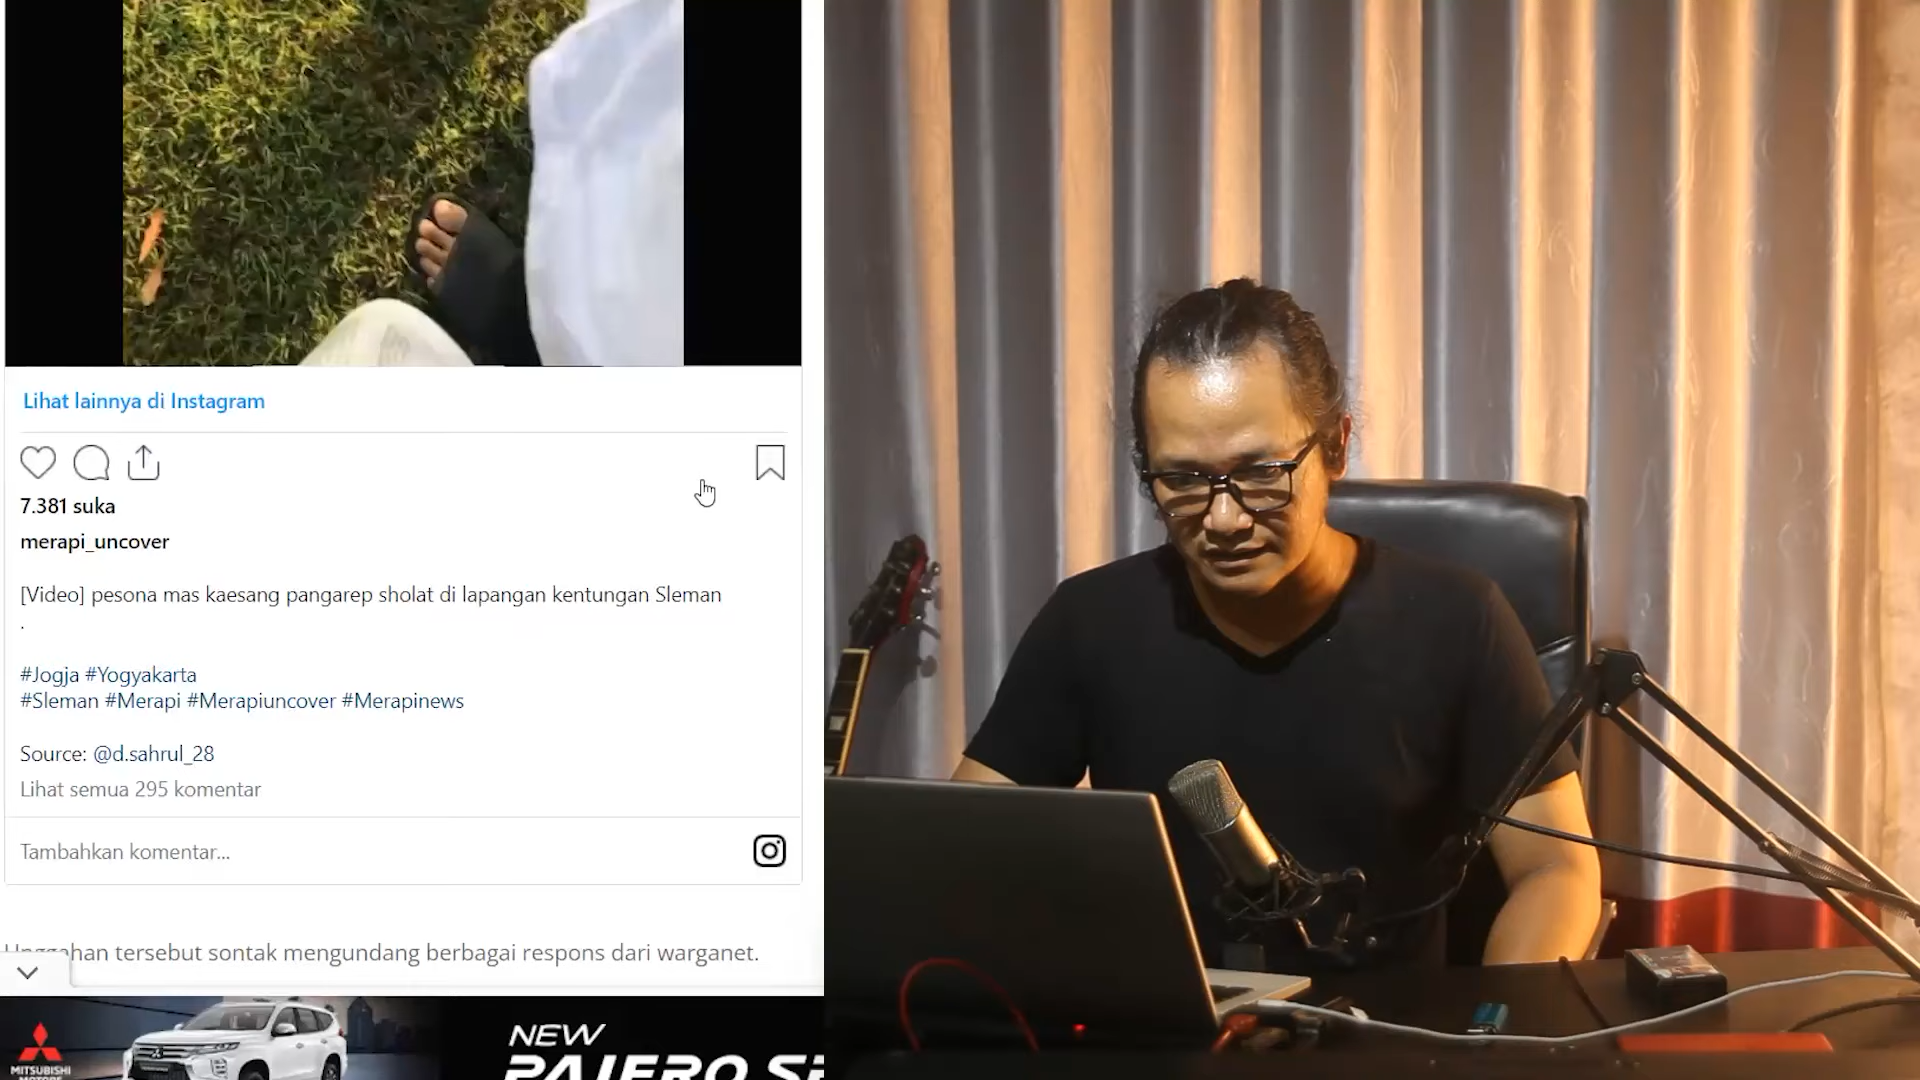 Lihat lainnya di Instagram
7.381 suka
merapi_uncover
[Video] pesona mas kaesang pangarep sholat di lapangan kentungan Sleman
.
#Jogja #Yogyakarta
#Sleman #Merapi #Merapiuncover #Merapinews
Source: @d.sahrul_28
Lihat semua 295 komentar
Tambahkan komentar...
tersebut sontak mengundang berbagai respons dari warganet.
MITSUBISHI
MOTORS
NEW
PAJERO